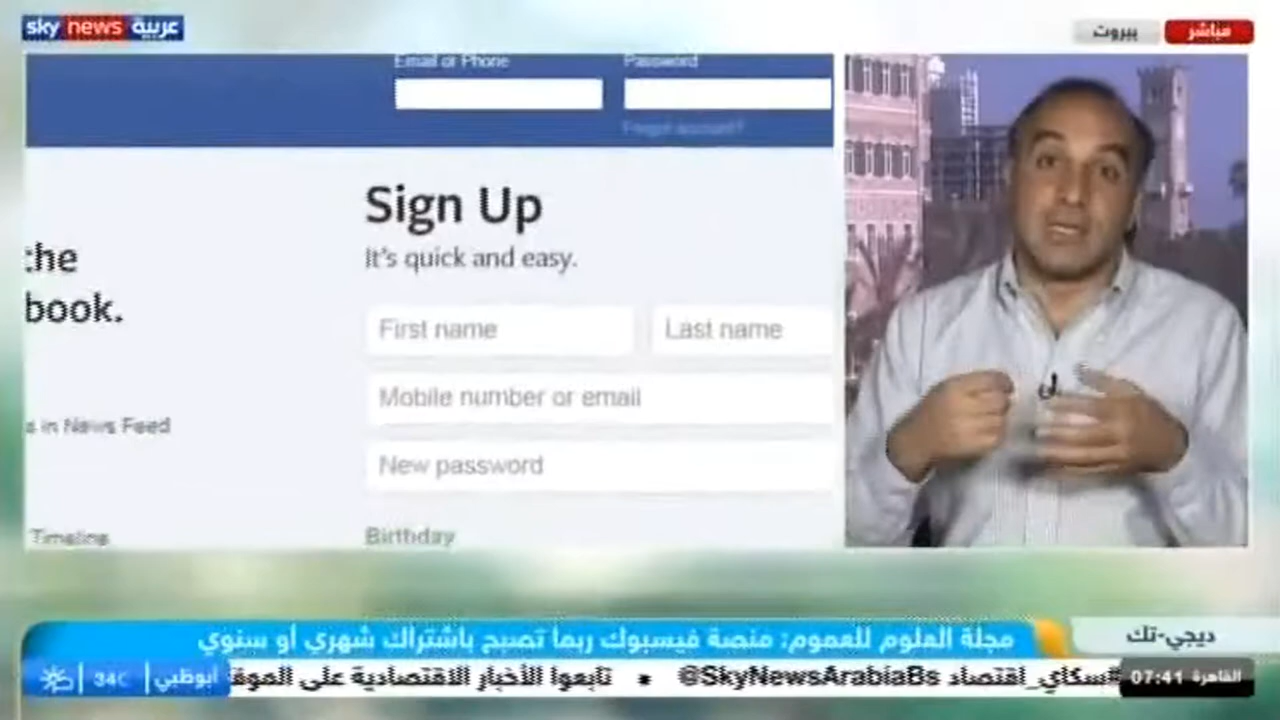 sky news عربية
بيروت
مباشر
Email or Phone
Password
Forgot account?
Sign Up
It's quick and easy.
the
book.
First name
Last name
Mobile number or email
s in News Feed
New password
Timeline
Birthday
ديجي-تك
مجلة العلوم للعموم: منصة فيسبوك ربما تصبح باشتراك شهري أو سنوي
القاهرة 07:41
#سكاي_اقتصاد SkyNewsArabiaBs@ ▪ تابعوا الأخبار الاقتصادية على الموق
أبوظبي 34C